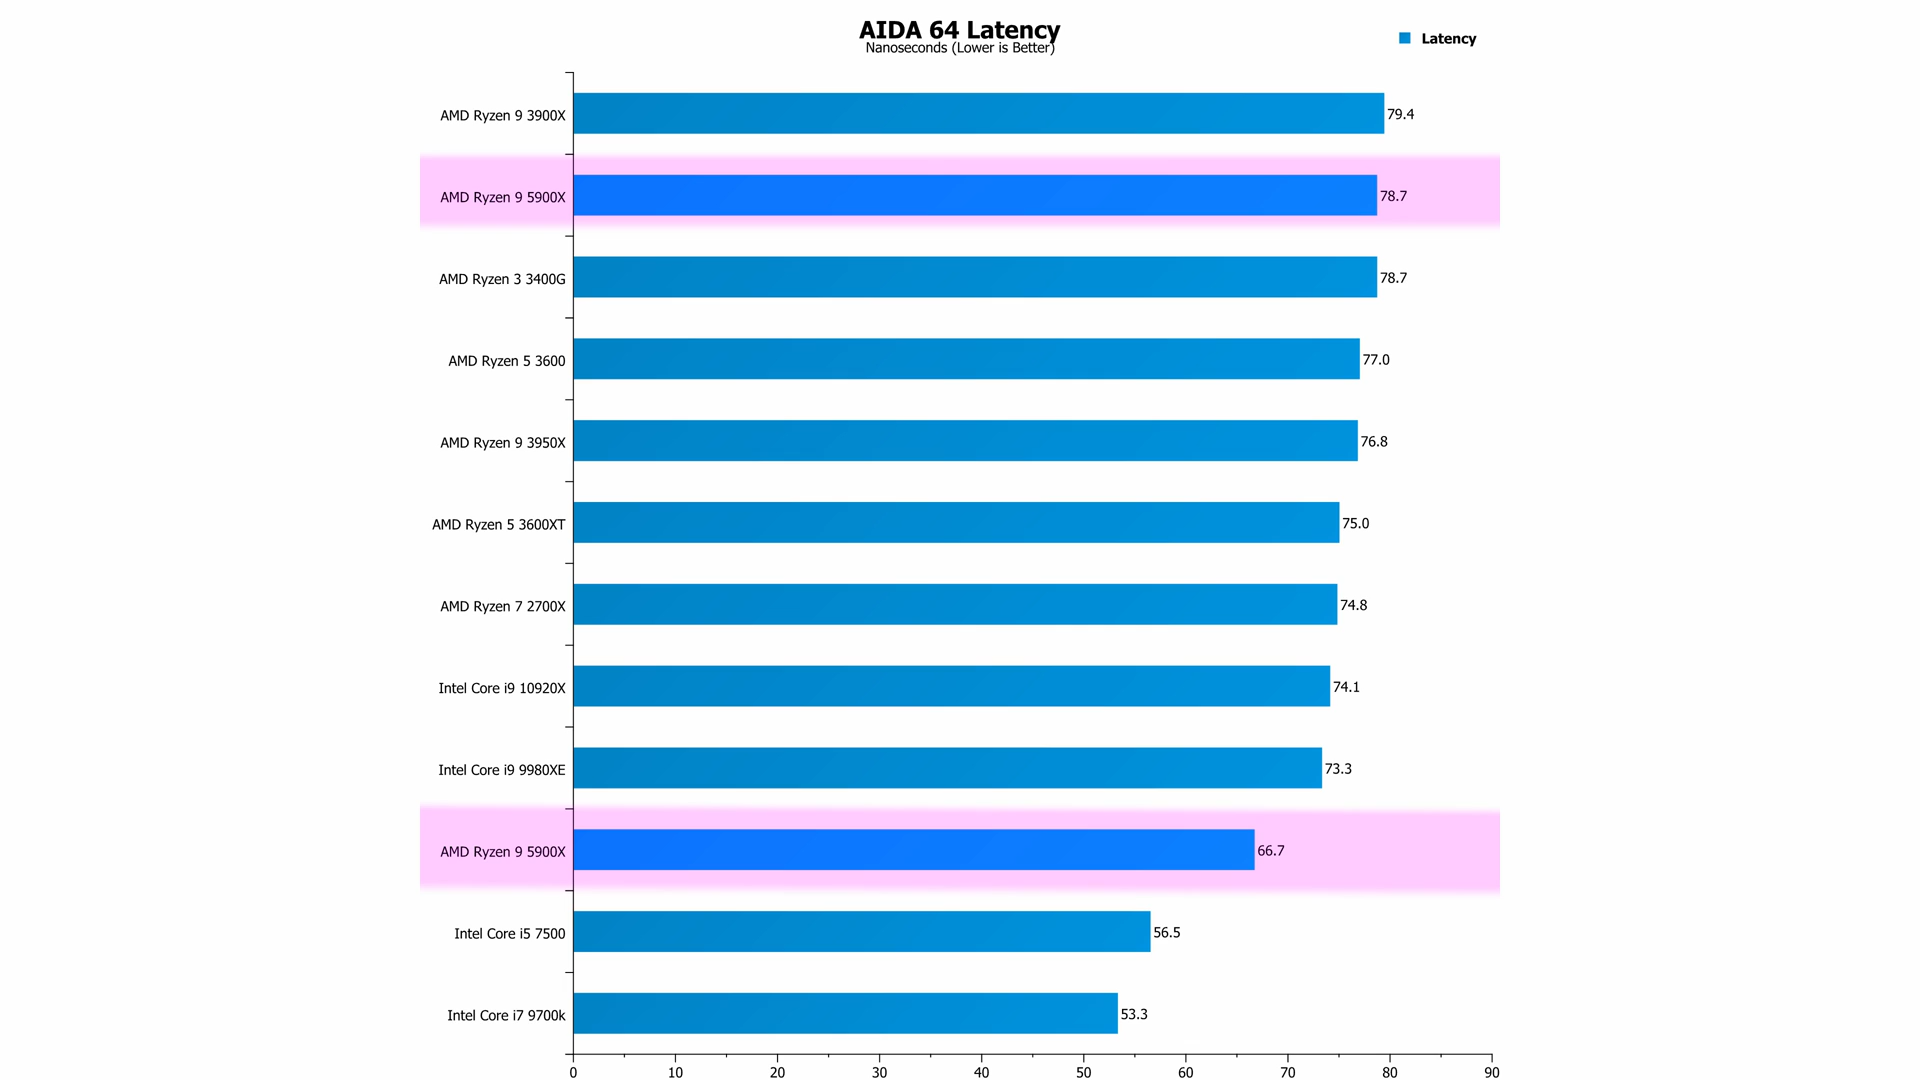 AIDA 64 Latency
Nanoseconds (Lower is Better)
Latency
AMD Ryzen 9 3900X 79.4
AMD Ryzen 9 5900X 78.7
AMD Ryzen 3 3400G 78.7
AMD Ryzen 5 3600 77.0
AMD Ryzen 9 3950X 76.8
AMD Ryzen 5 3600XT 75.0
AMD Ryzen 7 2700X 74.8
Intel Core i9 10920X 74.1
Intel Core i9 9980XE 73.3
AMD Ryzen 9 5900X 66.7
Intel Core i5 7500 56.5
Intel Core i7 9700k 53.3
0 10 20 30 40 50 60 70 80 90